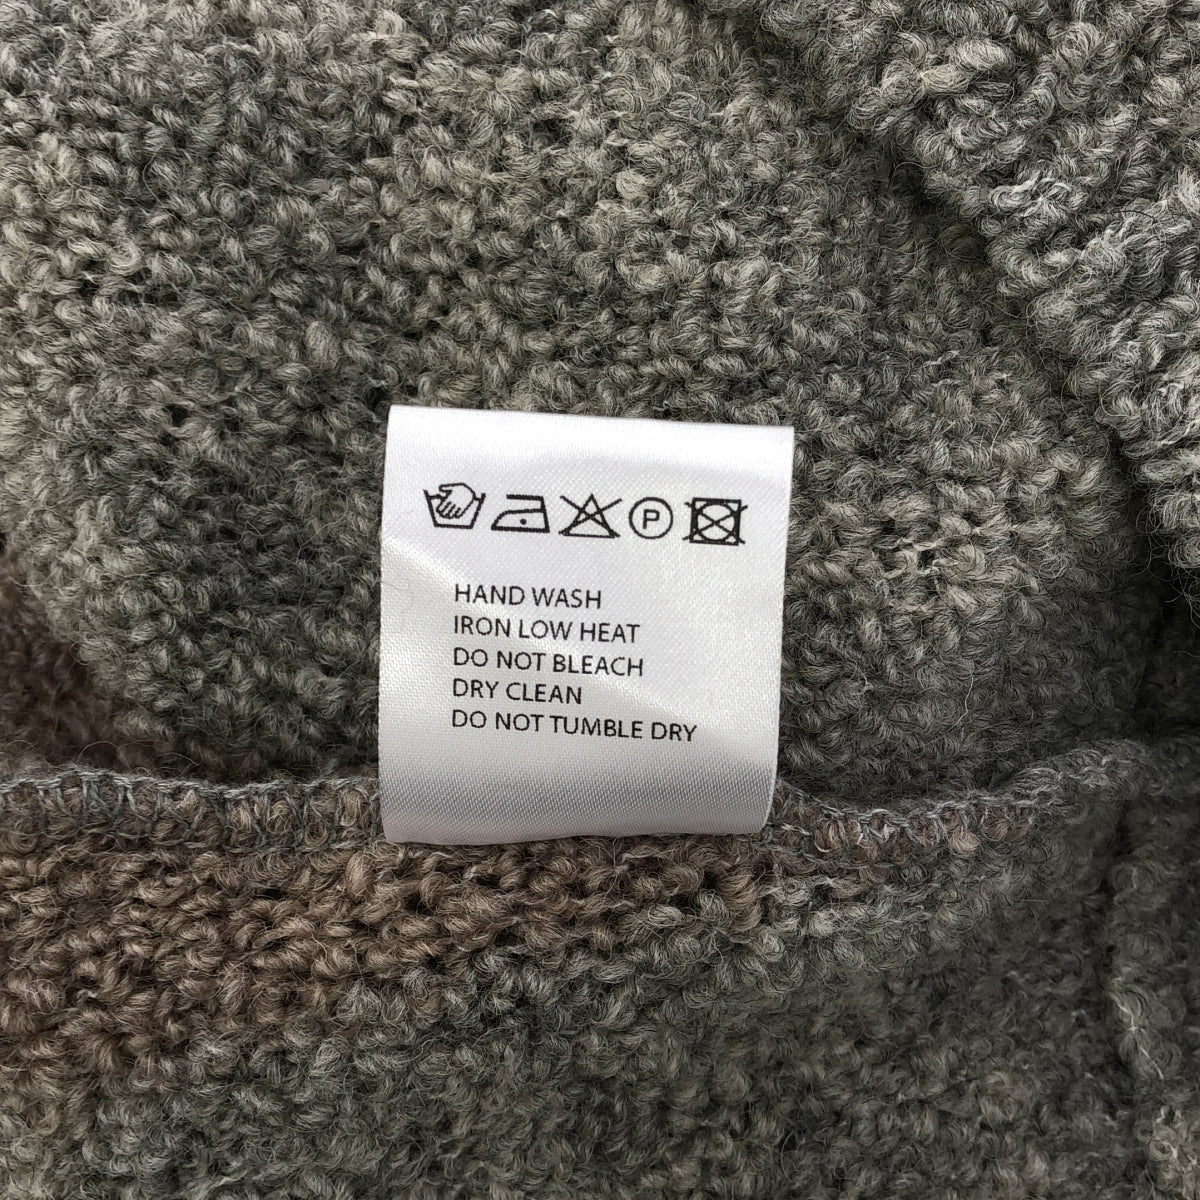 P
HAND WASH
IRON LOW HEAT
DO NOT BLEACH
DRY CLEAN
DO NOT TUMBLE DRY